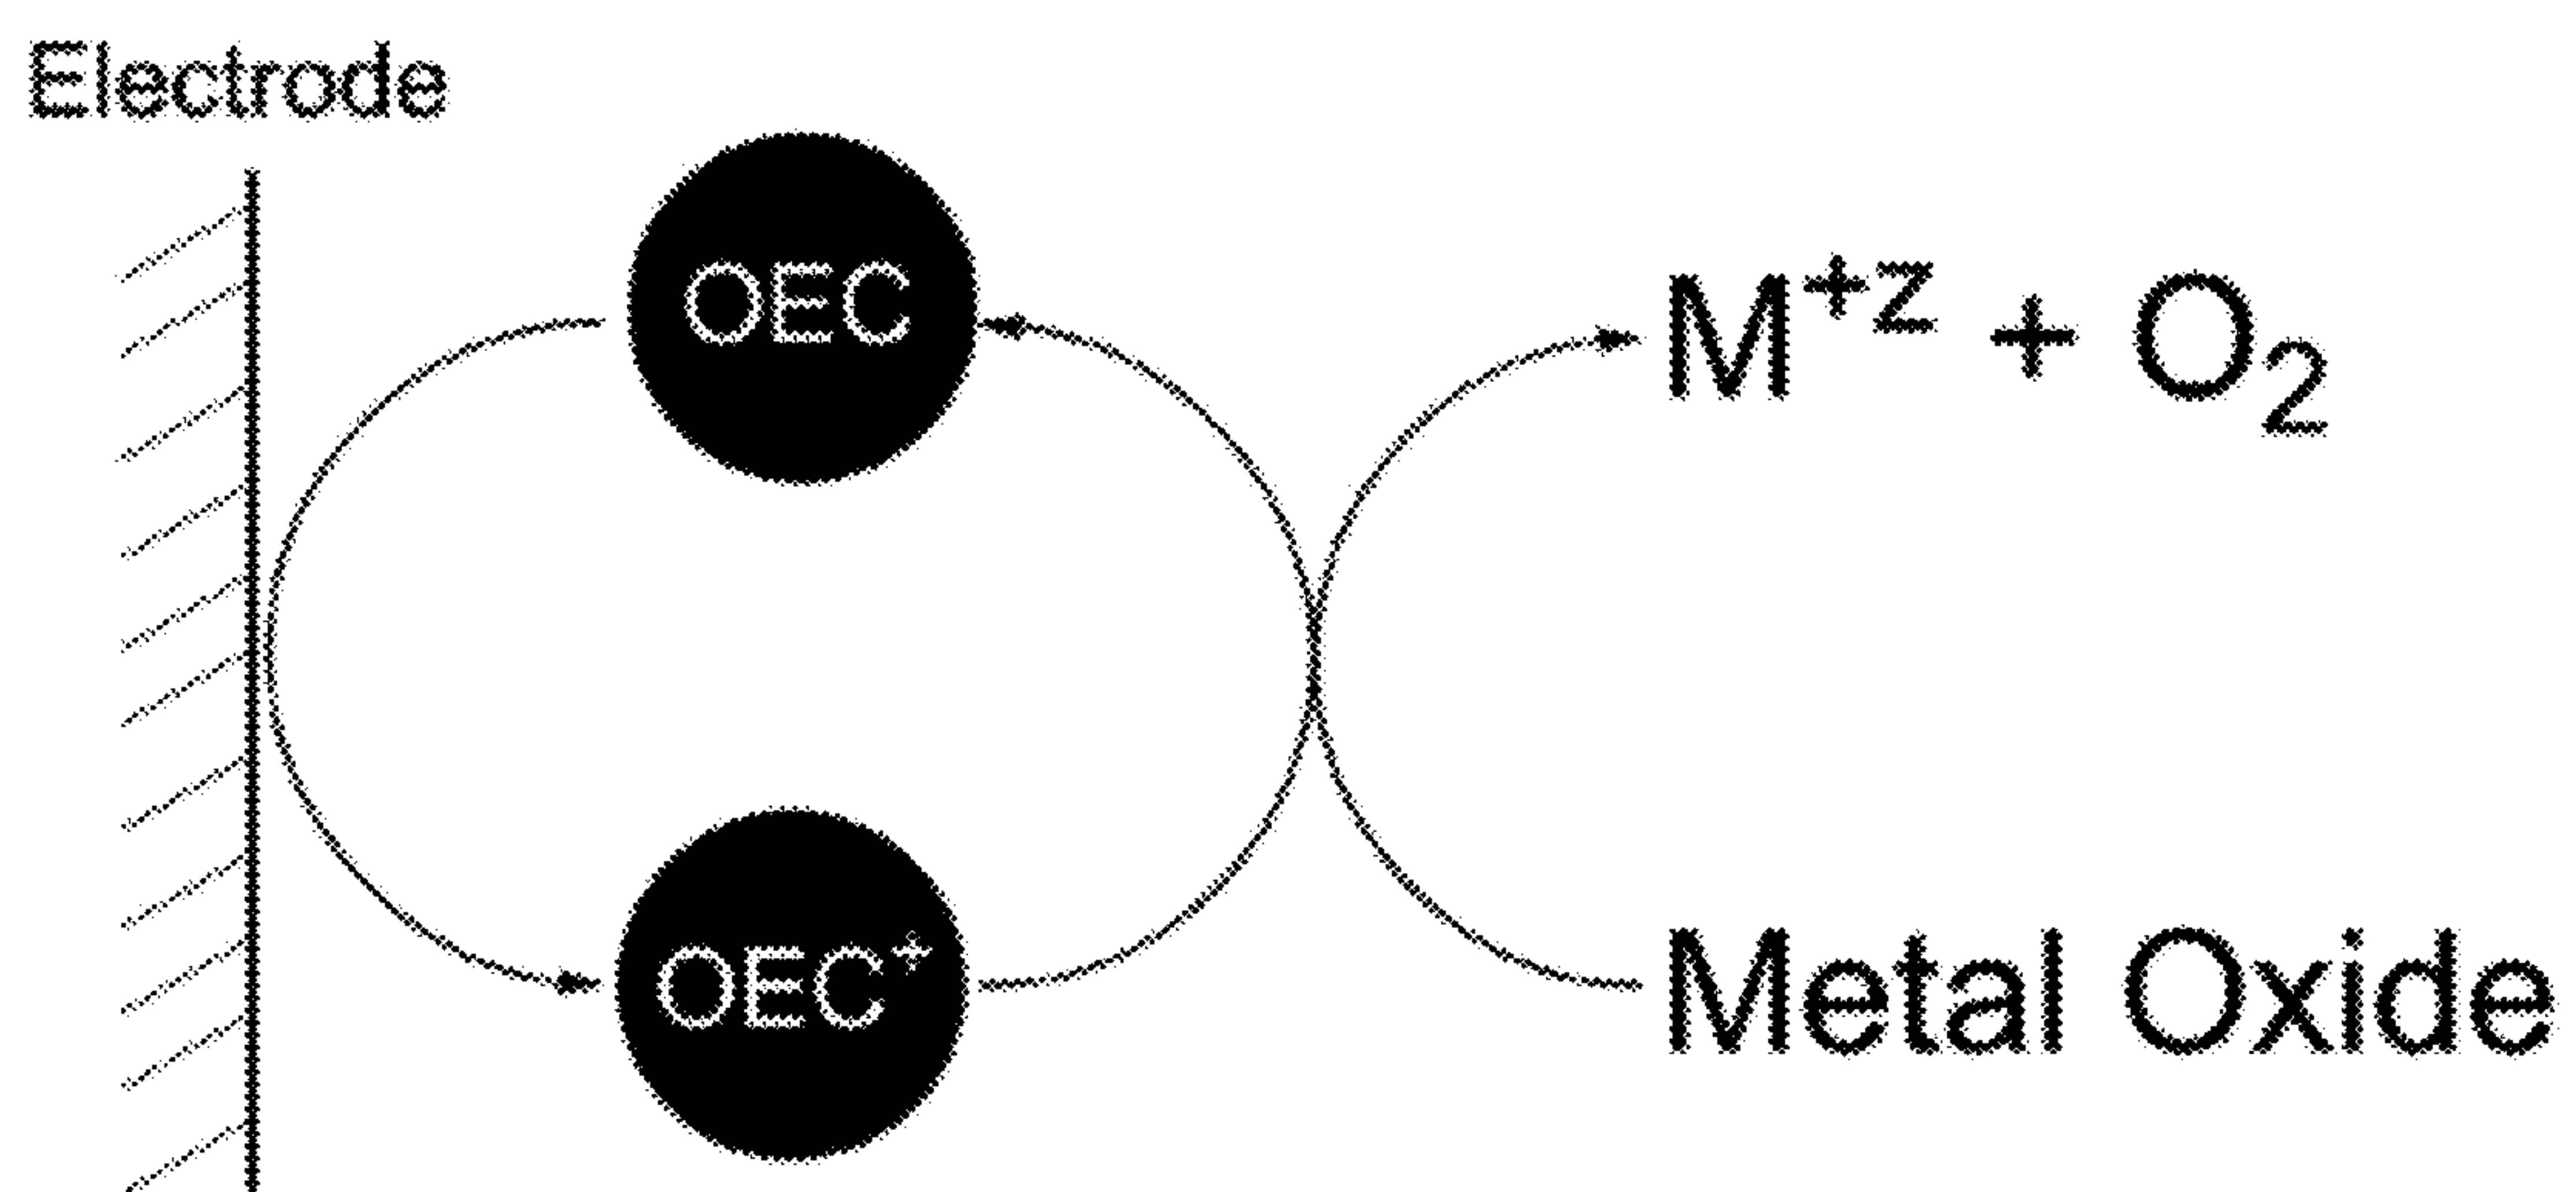 Electrode
OEC
M⁺ᶻ + O₂
OEC⁺
Metal Oxide